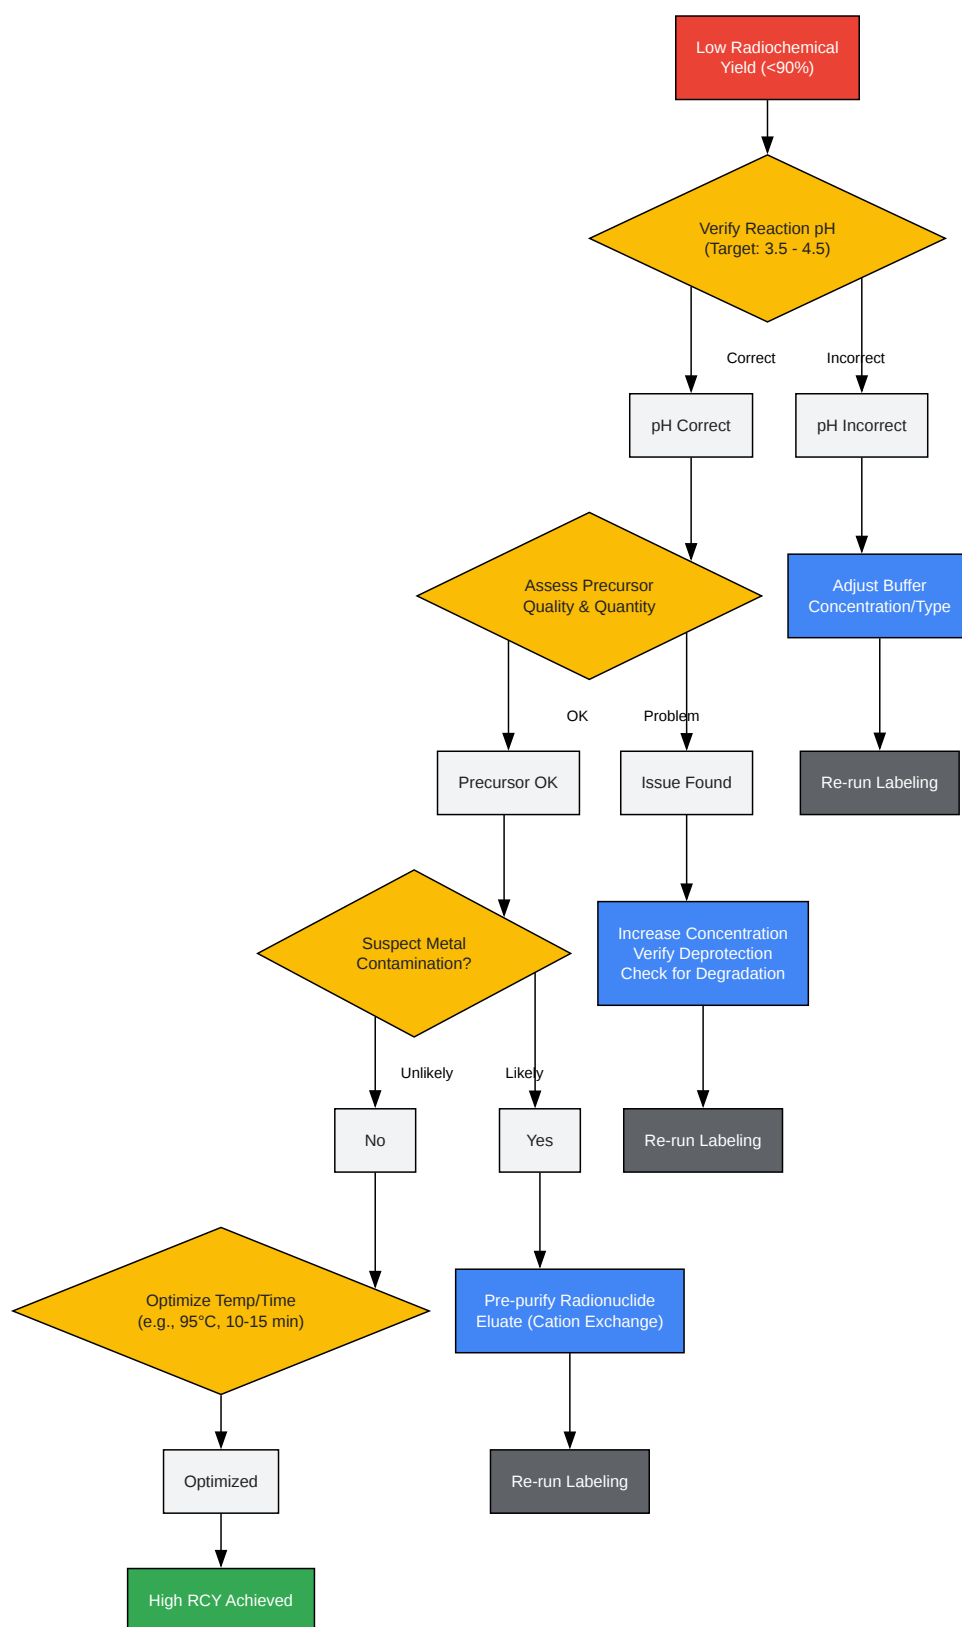 Low Radiochemical
Yield (<90%)
Verify Reaction pH
(Target: 3.5 - 4.5)
Correct
Incorrect
pH Correct
pH Incorrect
Assess Precursor
Quality & Quantity
Adjust Buffer
Concentration/Type
OK
Problem
Precursor OK
Issue Found
Re-run Labeling
Suspect Metal
Contamination?
Increase Concentration
Verify Deprotection
Check for Degradation
Unlikely
Likely
No
Yes
Re-run Labeling
Optimize Temp/Time
(e.g., 95°C, 10-15 min)
Pre-purify Radionuclide
Eluate (Cation Exchange)
Optimized
Re-run Labeling
High RCY Achieved